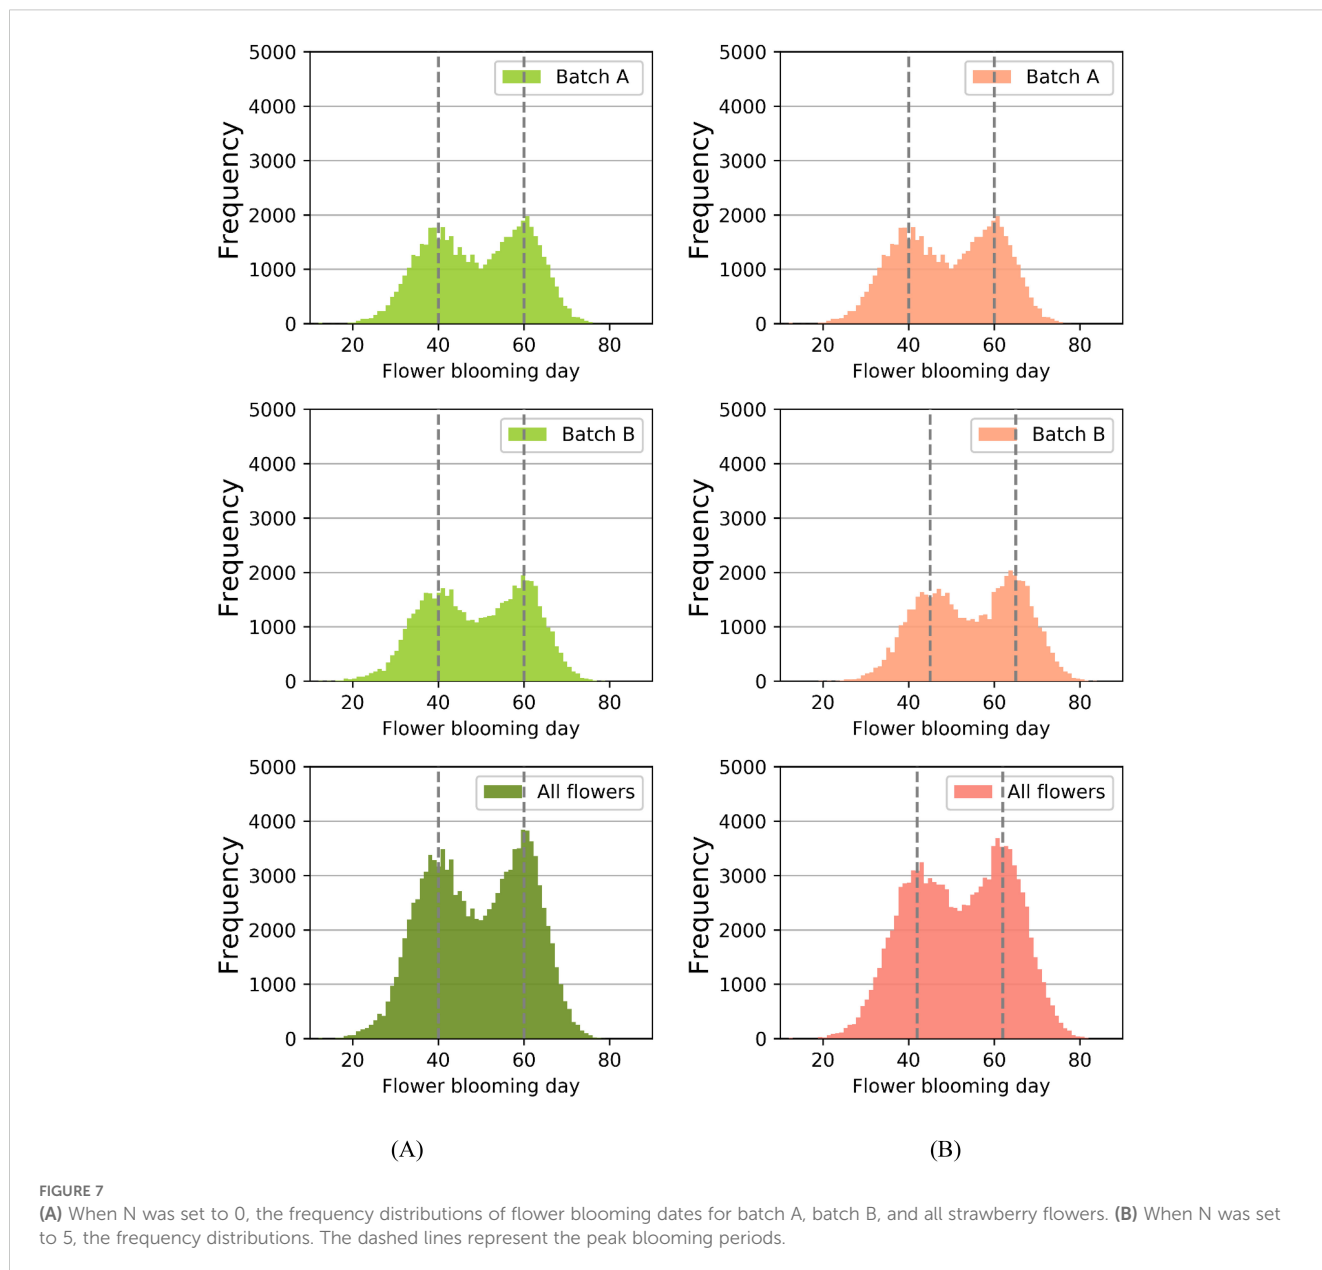 5000
4000
3000
2000
1000
0
Frequency
Batch A
20 40 60 80
Flower blooming day
5000
4000
3000
2000
1000
0
Frequency
Batch A
20 40 60 80
Flower blooming day
5000
4000
3000
2000
1000
0
Frequency
Batch B
20 40 60 80
Flower blooming day
5000
4000
3000
2000
1000
0
Frequency
Batch B
20 40 60 80
Flower blooming day
5000
4000
3000
2000
1000
0
Frequency
All flowers
20 40 60 80
Flower blooming day
5000
4000
3000
2000
1000
0
Frequency
All flowers
20 40 60 80
Flower blooming day
(A)
(B)
FIGURE 7
(A) When N was set to 0, the frequency distributions of flower blooming dates for batch A, batch B, and all strawberry flowers. (B) When N was set
to 5, the frequency distributions. The dashed lines represent the peak blooming periods.